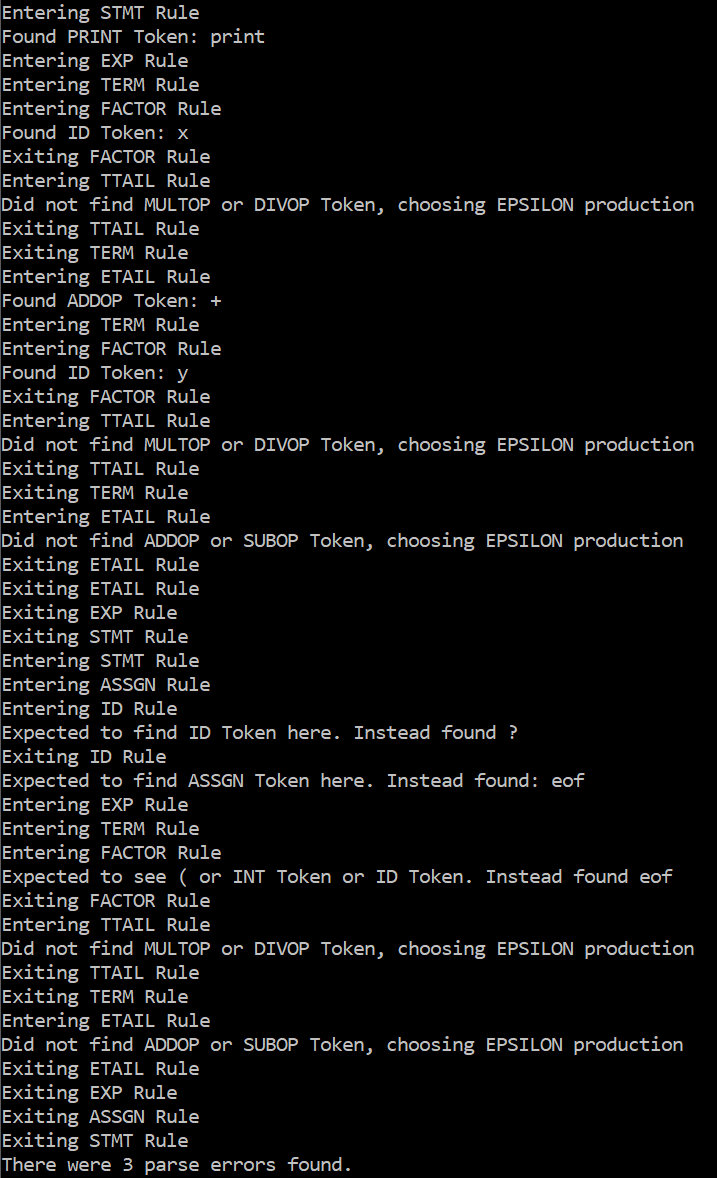 Entering STMT Rule
Found PRINT Token: print
Entering EXP Rule
Entering TERM Rule
Entering FACTOR Rule
Found ID Token: x
Exiting FACTOR Rule
Entering TTAIL Rule
Did not find MULTOP or DIVOP Token, choosing EPSILON production
Exiting TTAIL Rule
Exiting TERM Rule
Entering ETAIL Rule
Found ADDOP Token: +
Entering TERM Rule
Entering FACTOR Rule
Found ID Token: y
Exiting FACTOR Rule
Entering TTAIL Rule
Did not find MULTOP or DIVOP Token, choosing EPSILON production
Exiting TTAIL Rule
Exiting TERM Rule
Entering ETAIL Rule
Did not find ADDOP or SUBOP Token, choosing EPSILON production
Exiting ETAIL Rule
Exiting ETAIL Rule
Exiting EXP Rule
Exiting STMT Rule
Entering STMT Rule
Entering ASSGN Rule
Entering ID Rule
Expected to find ID Token here. Instead found ?
Exiting ID Rule
Expected to find ASSGN Token here. Instead found: eof
Entering EXP Rule
Entering TERM Rule
Entering FACTOR Rule
Expected to see ( or INT Token or ID Token. Instead found eof
Exiting FACTOR Rule
Entering TTAIL Rule
Did not find MULTOP or DIVOP Token, choosing EPSILON production
Exiting TTAIL Rule
Exiting TERM Rule
Entering ETAIL Rule
Did not find ADDOP or SUBOP Token, choosing EPSILON production
Exiting ETAIL Rule
Exiting EXP Rule
Exiting ASSGN Rule
Exiting STMT Rule
There were 3 parse errors found.